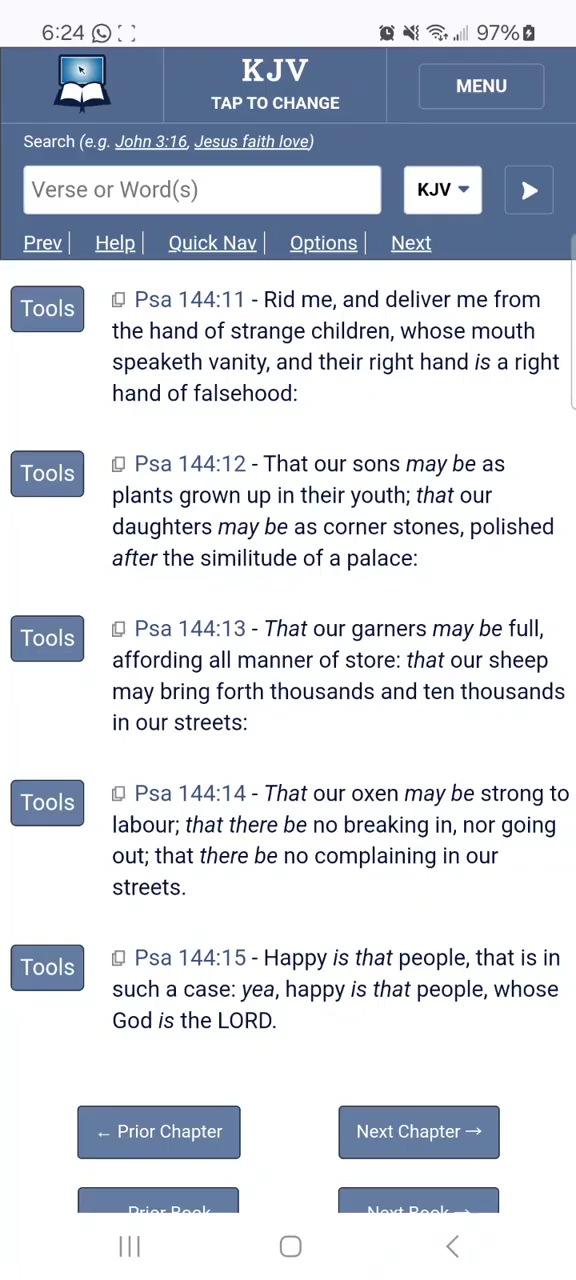 6:24 97%
KJV
TAP TO CHANGE
MENU
Search (e.g. John 3:16, Jesus faith love)
Verse or Word(s)
KJV
Prev| Help| Quick Nav| Options| Next
Tools
Psa 144:11 - Rid me, and deliver me from
the hand of strange children, whose mouth
speaketh vanity, and their right hand is a right
hand of falsehood:
Tools
Psa 144:12 - That our sons may be as
plants grown up in their youth; that our
daughters may be as corner stones, polished
after the similitude of a palace:
Tools
Psa 144:13 - That our garners may be full,
affording all manner of store: that our sheep
may bring forth thousands and ten thousands
in our streets:
Tools
Psa 144:14 - That our oxen may be strong to
labour; that there be no breaking in, nor going
out; that there be no complaining in our
streets.
Tools
Psa 144:15 - Happy is that people, that is in
such a case: yea, happy is that people, whose
God is the LORD.
← Prior Chapter Next Chapter →
Prior Book Next Book →